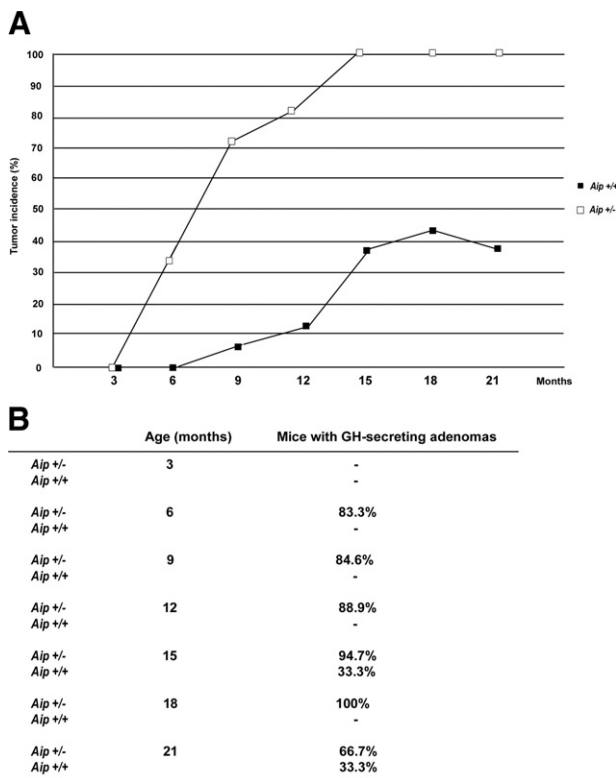 A
100
90
80
70
60
50
40
30
20
10
0
Tumor incidence (%)
3 6 9 12 15 18 21 Months
Aip +/+
Aip +/-
B
Age (months) Mice with GH-secreting adenomas
Aip +/- 3 -
Aip +/+ -
Aip +/- 6 83.3%
Aip +/+ -
Aip +/- 9 84.6%
Aip +/+ -
Aip +/- 12 88.9%
Aip +/+ -
Aip +/- 15 94.7%
Aip +/+ 33.3%
Aip +/- 18 100%
Aip +/+ -
Aip +/- 21 66.7%
Aip +/+ 33.3%